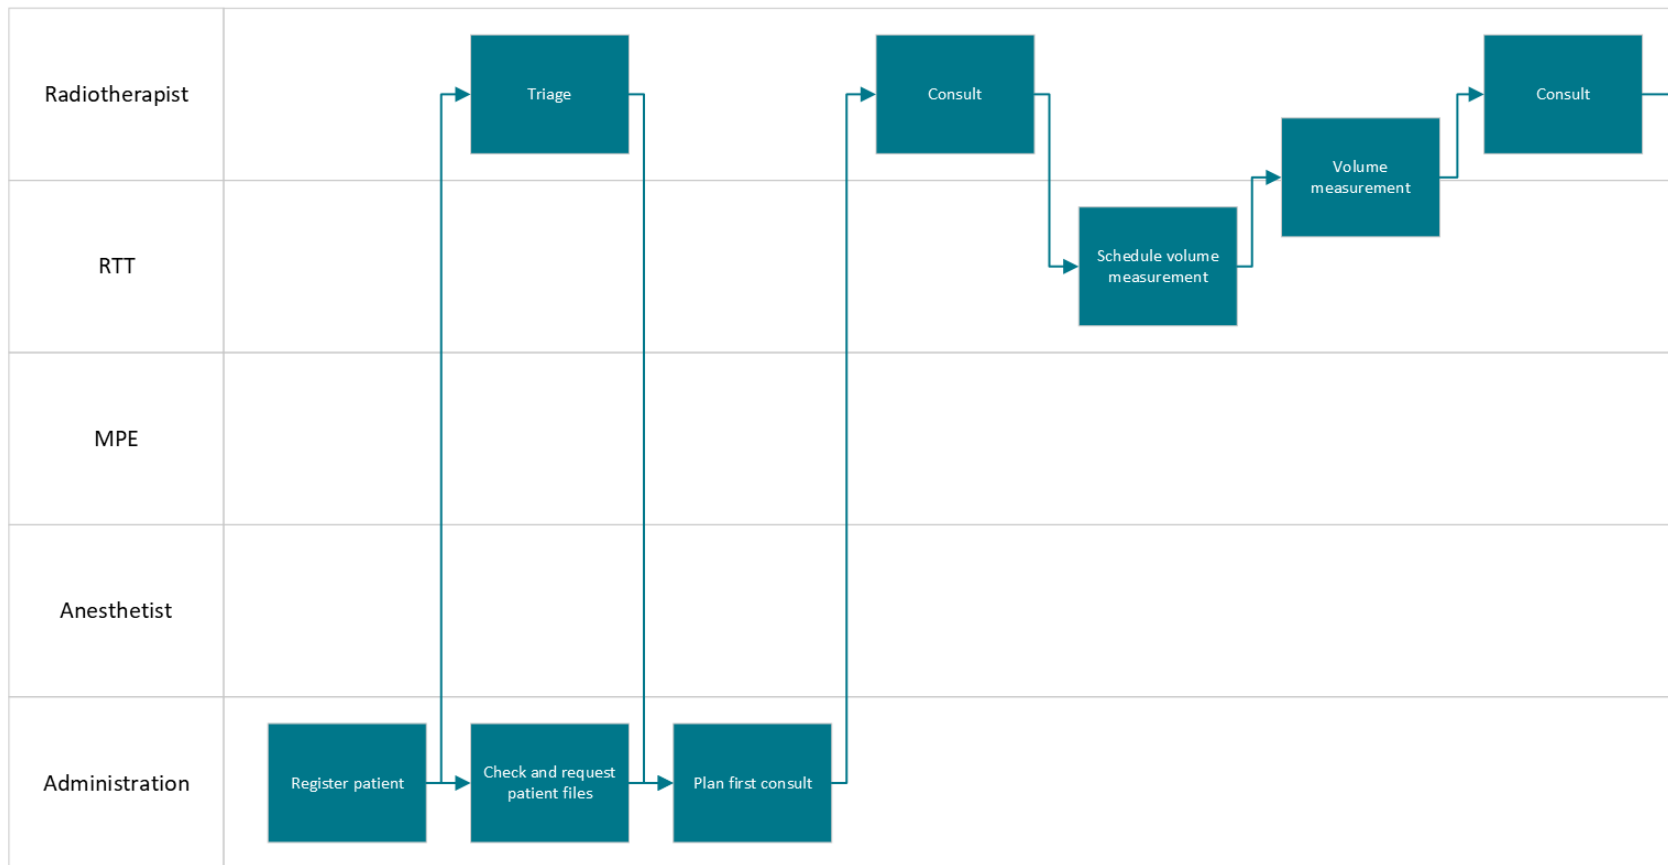 Radiotherapist
Triage
Consult
Consult
Volume
measurement
RTT
Schedule volume
measurement
MPE
Anesthetist
Administration
Register patient
Check and request
patient files
Plan first consult